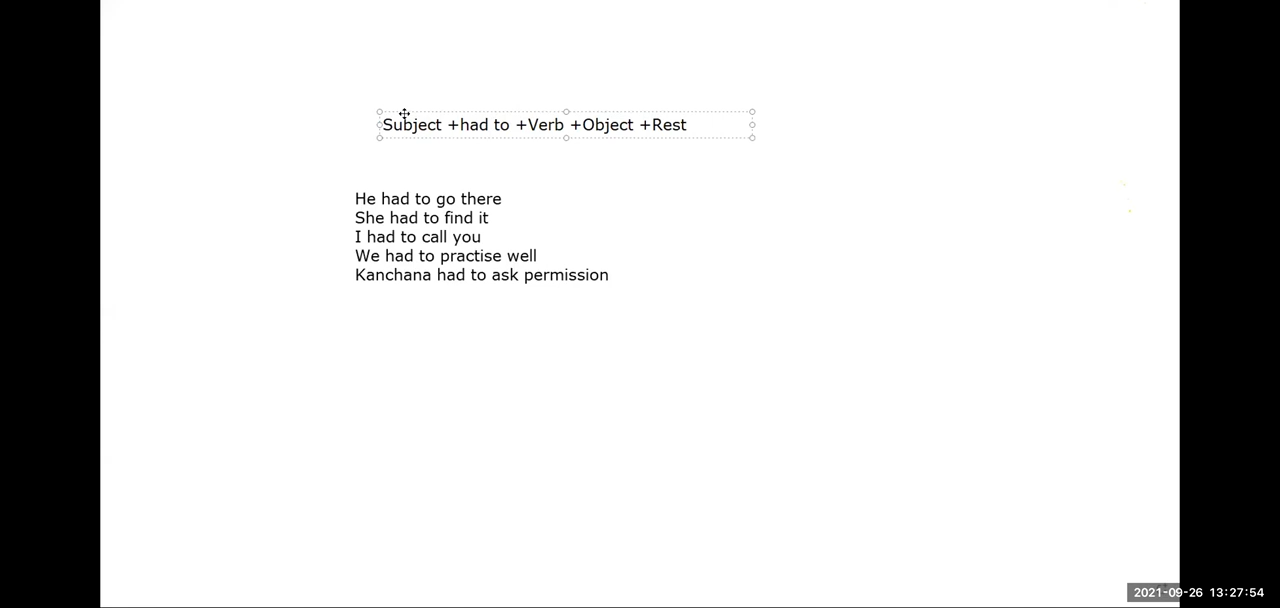 Subject +had to +Verb +Object +Rest
He had to go there
She had to find it
I had to call you
We had to practise well
Kanchana had to ask permission
2021-09-26 13:27:54